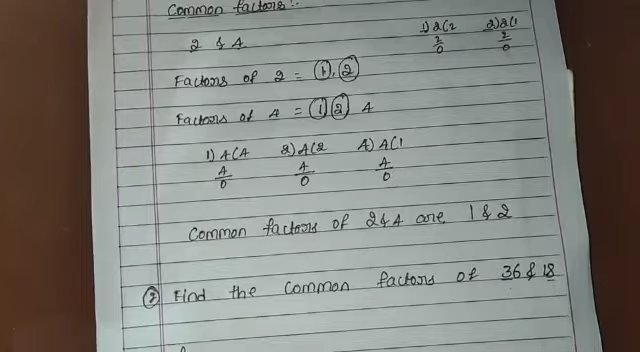 Common factors:-
2 & 4
1) 2(2 2) 2(1
2 2
0 0
Factors of 2 = 1, 2
Factors of 4 = 1 2 4
1) 4(4 2) 4(2 4) 4(1
4 4 4
0 0 0
Common factors of 2 & 4 are 1 & 2
② Find the common factors of 36 & 18